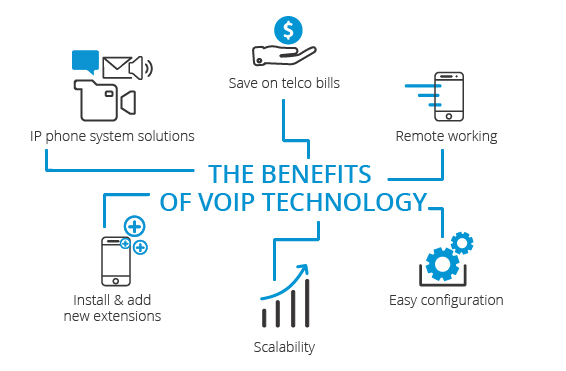 $
Save on telco bills
IP phone system solutions
Remote working
THE BENEFITS
OF VOIP TECHNOLOGY
Install & add
new extensions
Easy configuration
Scalability